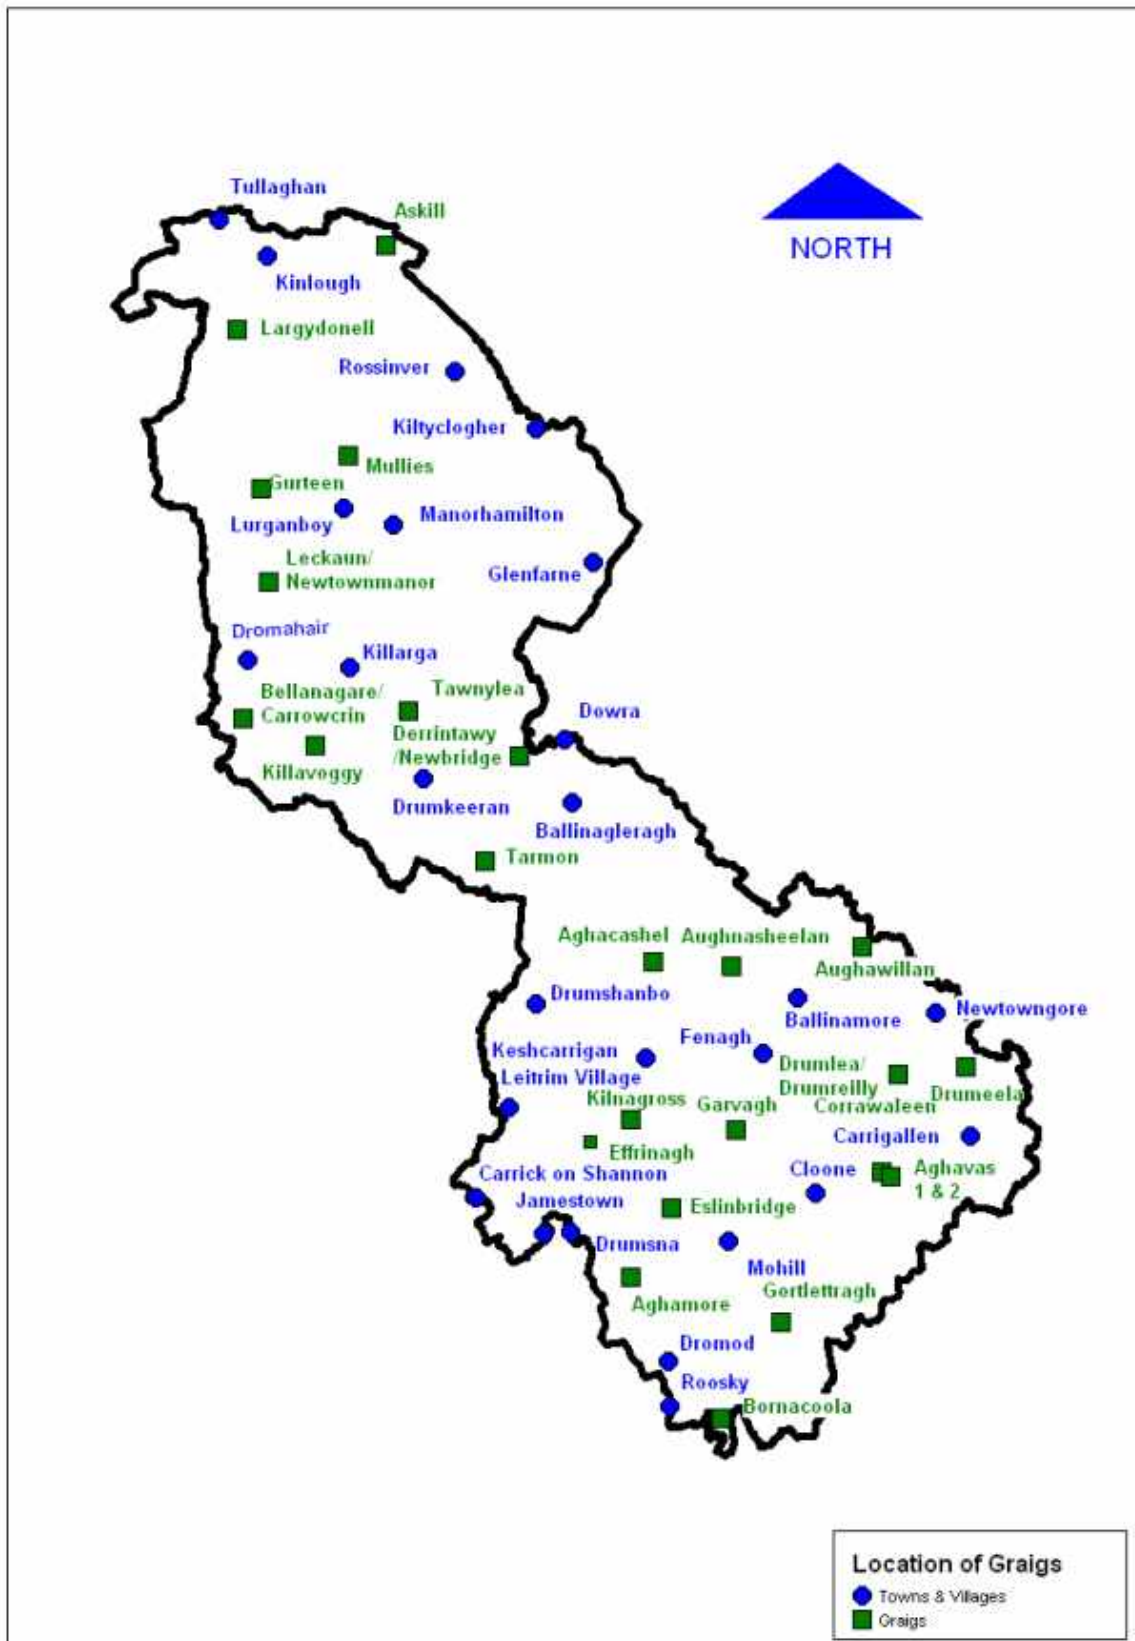 Tullaghan
Askill
NORTH
Kinlough
Largydonell
Rossinver
Kiltyclogher
Mullies
Gurteen
Lurganboy
Manorhamilton
Leckaun/
Newtownmanor
Glenfarne
Dromahair
Killarga
Bellanagare/
Carrowcrin
Tawnylea
Dowra
Derrintawy
/Newbridge
Killavoggy
Drumkeeran
Ballinagleragh
Tarmon
Aghacashel
Aughnasheelan
Aughawillan
Drumshanbo
Ballinamore
Newtowngore
Fenagh
Keshcarrigan
Leitrim Village
Drumlea/
Drumreilly
Corrawaleen
Drumeela
Kilnagross
Garvagh
Effrinagh
Carrigallen
Cloone
Aghavas
1 & 2
Carrick on Shannon
Jamestown
Eslinbridge
Drumsna
Mohill
Gortlettragh
Aghamore
Dromod
Roosky
Bornacoola
Location of Graigs
Towns & Villages
Graigs